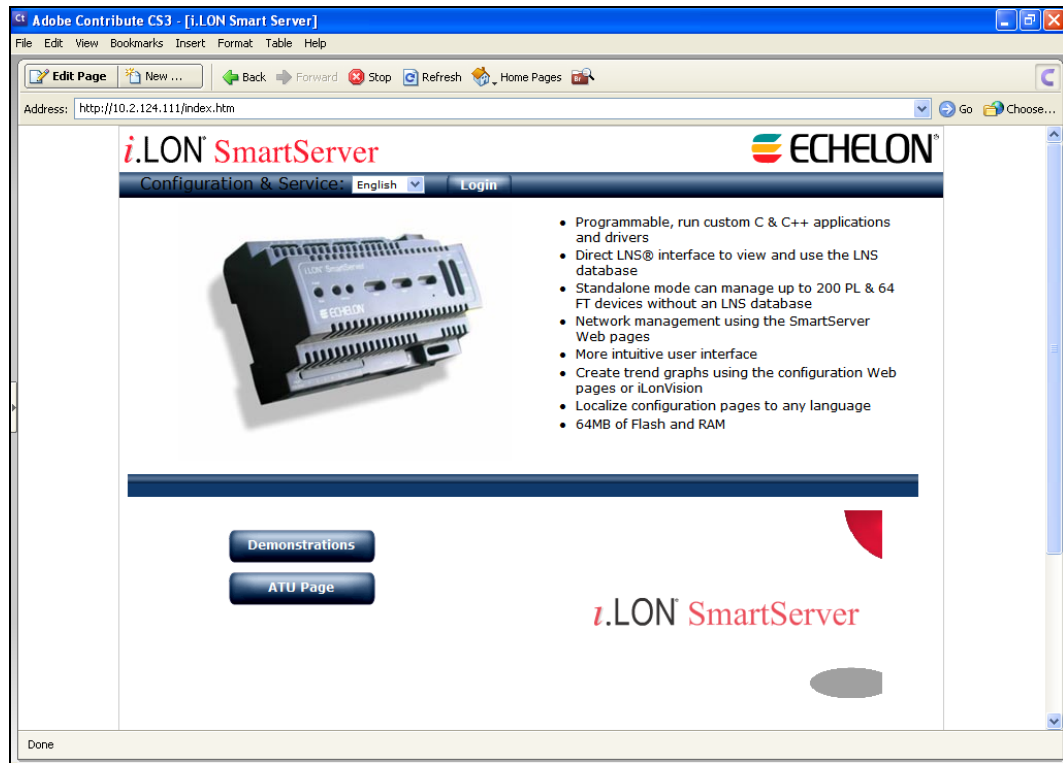 Ct Adobe Contribute CS3 - [i.LON Smart Server]
File Edit View Bookmarks Insert Format Table Help
Edit Page New ... Back Forward Stop Refresh Home Pages Br
Address: http://10.2.124.111/index.htm Go Choose...
i.LON® SmartServer ECHELON®
Configuration & Service: English Login
• Programmable, run custom C & C++ applications
and drivers
• Direct LNS® interface to view and use the LNS
database
• Standalone mode can manage up to 200 PL & 64
FT devices without an LNS database
• Network management using the SmartServer
Web pages
• More intuitive user interface
• Create trend graphs using the configuration Web
pages or iLonVision
• Localize configuration pages to any language
• 64MB of Flash and RAM
i.LON SmartServer
ECHELON
Demonstrations
ATU Page
i.LON® SmartServer
Done